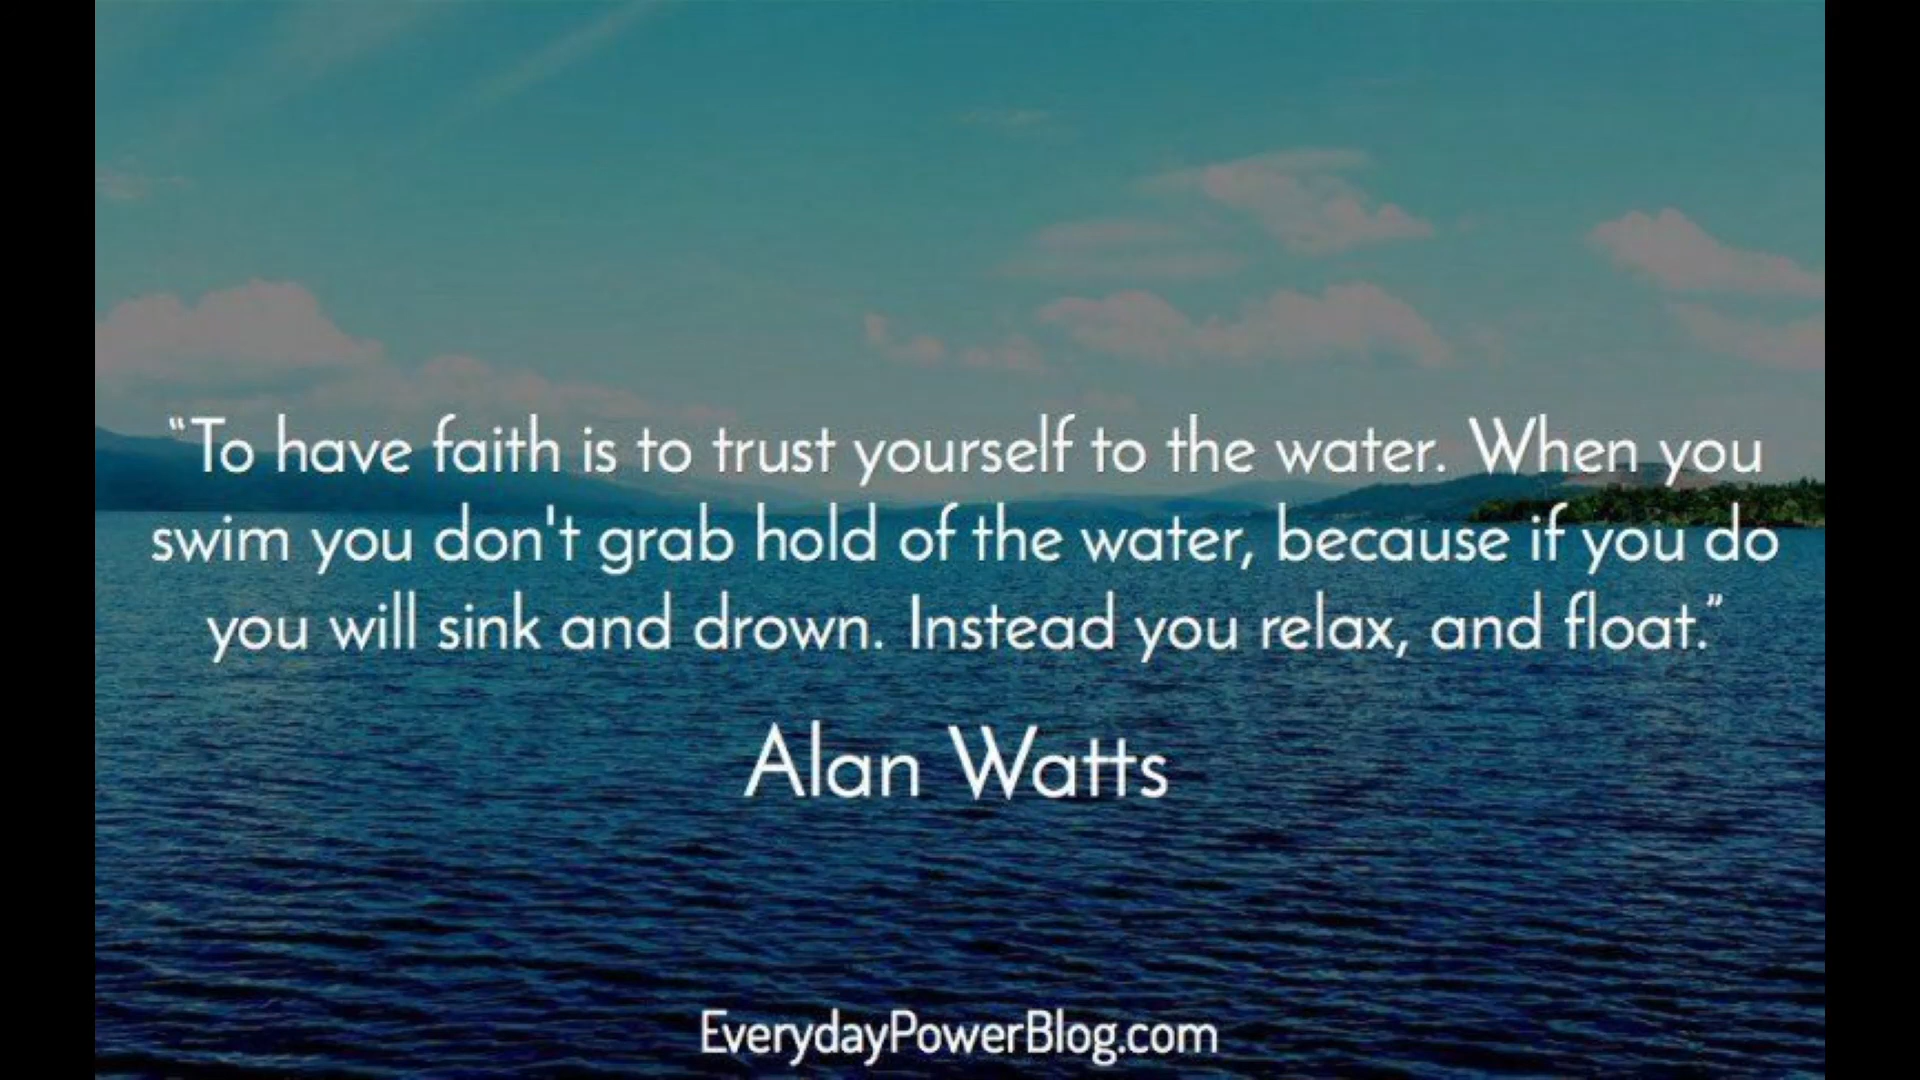 “To have faith is to trust yourself to the water. When you
swim you don't grab hold of the water, because if you do
you will sink and drown. Instead you relax, and float.”
Alan Watts
EverydayPowerBlog.com